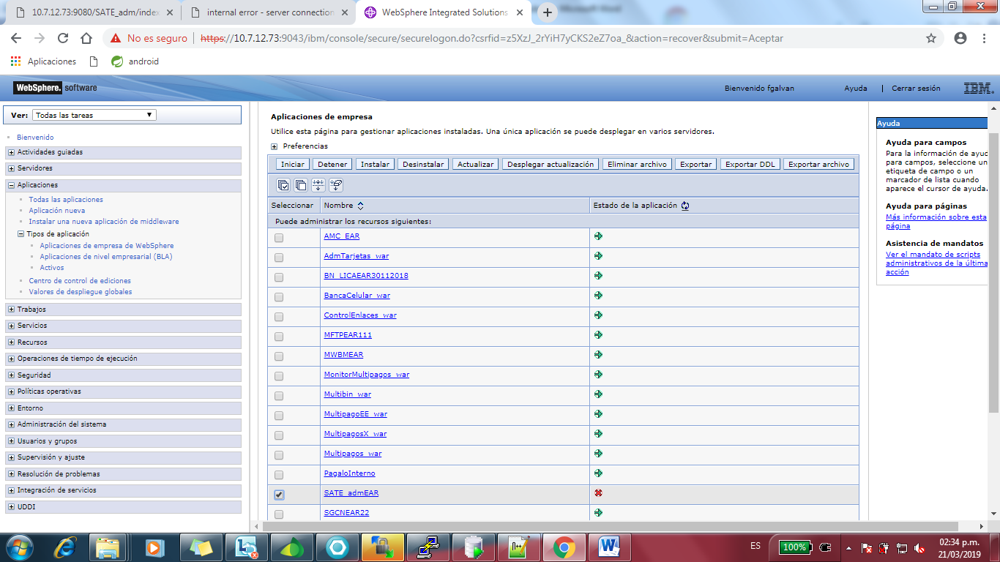 10.7.12.73:9080/SATE_adm/index
internal error - server connection
WebSphere Integrated Solutions
No es seguro
https://10.7.12.73:9043/ibm/console/secure/securelogon.do?csrfid=z5XzJ_2rYiH7yCKS2eZ7oa_&action=recover&submit=Aceptar
Aplicaciones
android
WebSphere. software
Bienvenido fgalvan
Ayuda
Cerrar sesión
IBM.
Ver: Todas las tareas
Bienvenido
Actividades guiadas
Servidores
Aplicaciones
Todas las aplicaciones
Aplicación nueva
Instalar una nueva aplicación de middleware
Tipos de aplicación
Aplicaciones de empresa de WebSphere
Aplicaciones de nivel empresarial (BLA)
Activos
Centro de control de ediciones
Valores de despliegue globales
Trabajos
Servicios
Recursos
Operaciones de tiempo de ejecución
Seguridad
Políticas operativas
Entorno
Administración del sistema
Usuarios y grupos
Supervisión y ajuste
Resolución de problemas
Integración de servicios
UDDI
Aplicaciones de empresa
Utilice esta página para gestionar aplicaciones instaladas. Una única aplicación se puede desplegar en varios servidores.
Preferencias
Iniciar Detener Instalar Desinstalar Actualizar Desplegar actualización Eliminar archivo Exportar Exportar DDL Exportar archivo
Seleccionar Nombre Estado de la aplicación
Puede administrar los recursos siguientes:
AMC_EAR
AdmTarjetas_war
BN_LICAEAR30112018
BancaCelular_war
ControlEnlaces_war
MFTPEAR111
MWBMEAR
MonitorMultipagos_war
Multibin_war
MultipagoEE_war
MultipagosX_war
Multipagos_war
PagaloInterno
SATE_admEAR
SGCNEAR22
Ayuda
Ayuda para campos
Para la información de ayuda
para campos, seleccione un
etiqueta de campo o un
marcador de lista cuando
aparece el cursor de ayuda.
Ayuda para páginas
Más información sobre esta
página
Asistencia de mandatos
Ver el mandato de scripts
administrativos de la última
acción
ES
100%
02:34 p.m.
21/03/2019